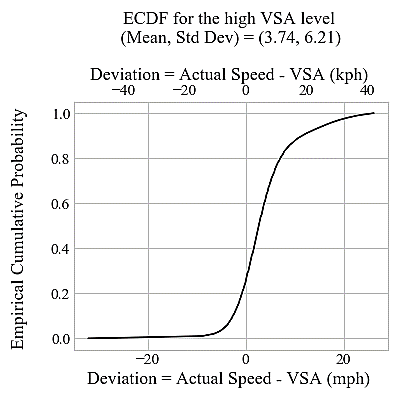 ECDF for the high VSA level
(Mean, Std Dev) = (3.74, 6.21)
Deviation = Actual Speed - VSA (kph)
−40 −20 0 20 40
Empirical Cumulative Probability
1.0
0.8
0.6
0.4
0.2
0.0
−20 0 20
Deviation = Actual Speed - VSA (mph)